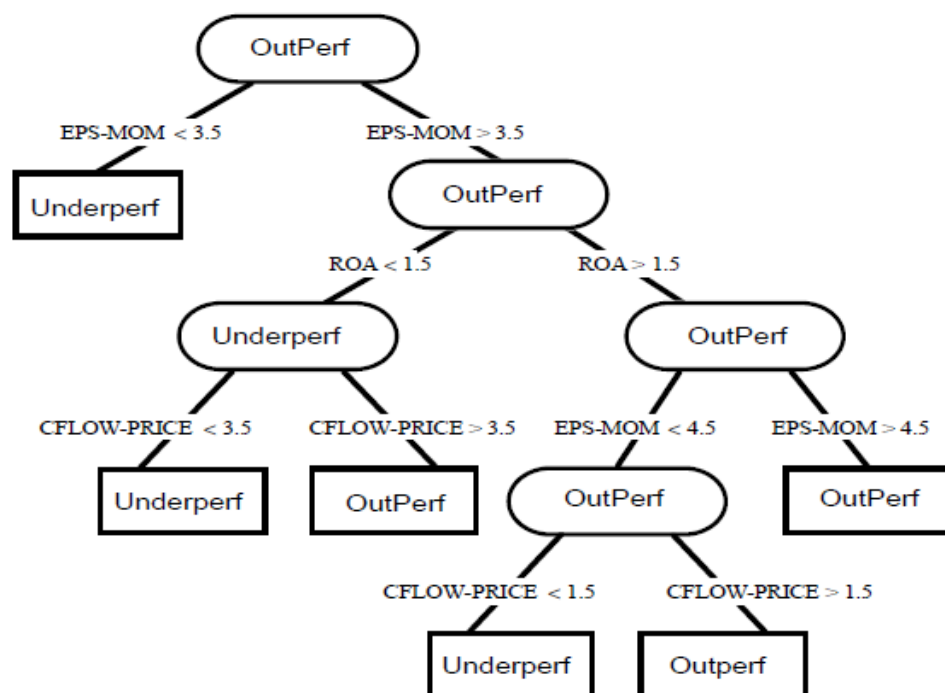 OutPerf
EPS-MOM < 3.5 EPS-MOM > 3.5
Underperf OutPerf
ROA < 1.5 ROA > 1.5
Underperf OutPerf
CFLOW-PRICE < 3.5 CFLOW-PRICE > 3.5 EPS-MOM < 4.5 EPS-MOM > 4.5
Underperf OutPerf OutPerf OutPerf
CFLOW-PRICE < 1.5 CFLOW-PRICE > 1.5
Underperf Outperf